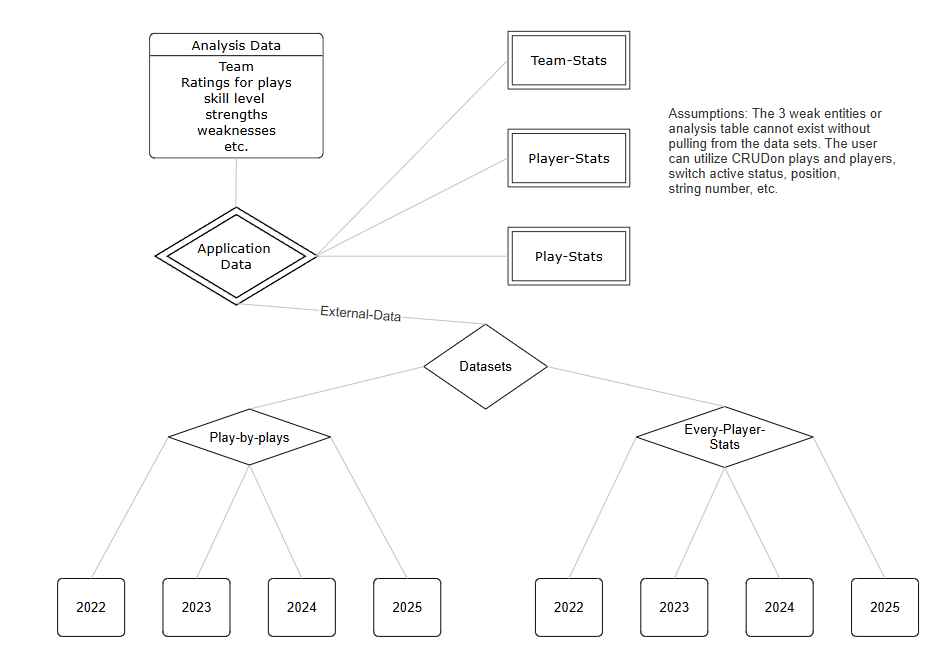 Analysis Data
Team
Ratings for plays
skill level
strengths
weaknesses
etc.
Team-Stats
Player-Stats
Play-Stats
Assumptions: The 3 weak entities or
analysis table cannot exist without
pulling from the data sets. The user
can utilize CRUDon plays and players,
switch active status, position,
string number, etc.
Application
Data
External-Data
Datasets
Play-by-plays
Every-Player-
Stats
2022
2023
2024
2025
2022
2023
2024
2025